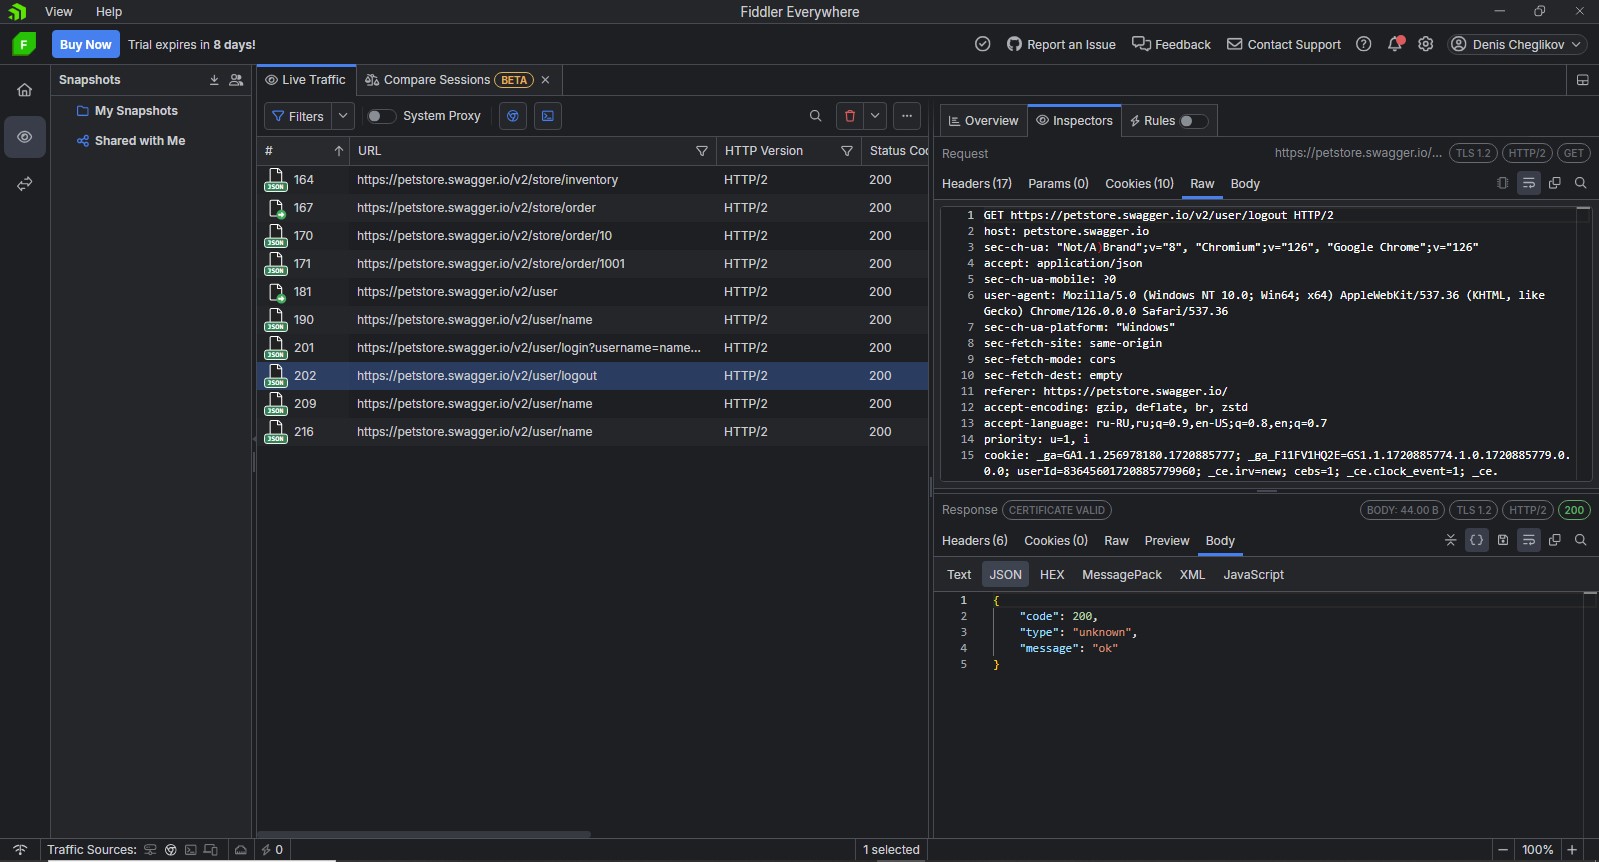 View Help
Fiddler Everywhere
F Buy Now Trial expires in 8 days!
Report an Issue Feedback Contact Support Denis Cheglikov
Snapshots
My Snapshots
Shared with Me
Live Traffic Compare Sessions BETA
Filters System Proxy
# URL HTTP Version Status Co
JSON 164 https://petstore.swagger.io/v2/store/inventory HTTP/2 200
167 https://petstore.swagger.io/v2/store/order HTTP/2 200
JSON 170 https://petstore.swagger.io/v2/store/order/10 HTTP/2 200
JSON 171 https://petstore.swagger.io/v2/store/order/1001 HTTP/2 200
181 https://petstore.swagger.io/v2/user HTTP/2 200
JSON 190 https://petstore.swagger.io/v2/user/name HTTP/2 200
JSON 201 https://petstore.swagger.io/v2/user/login?username=name... HTTP/2 200
JSON 202 https://petstore.swagger.io/v2/user/logout HTTP/2 200
JSON 209 https://petstore.swagger.io/v2/user/name HTTP/2 200
JSON 216 https://petstore.swagger.io/v2/user/name HTTP/2 200
Overview Inspectors Rules
Request https://petstore.swagger.io/... TLS 1.2 HTTP/2 GET
Headers (17) Params (0) Cookies (10) Raw Body
1 GET https://petstore.swagger.io/v2/user/logout HTTP/2
2 host: petstore.swagger.io
3 sec-ch-ua: "Not/A)Brand";v="8", "Chromium";v="126", "Google Chrome";v="126"
4 accept: application/json
5 sec-ch-ua-mobile: ?0
6 user-agent: Mozilla/5.0 (Windows NT 10.0; Win64; x64) AppleWebKit/537.36 (KHTML, like
Gecko) Chrome/126.0.0.0 Safari/537.36
7 sec-ch-ua-platform: "Windows"
8 sec-fetch-site: same-origin
9 sec-fetch-mode: cors
10 sec-fetch-dest: empty
11 referer: https://petstore.swagger.io/
12 accept-encoding: gzip, deflate, br, zstd
13 accept-language: ru-RU,ru;q=0.9,en-US;q=0.8,en;q=0.7
14 priority: u=1, i
15 cookie: _ga=GA1.1.256978180.1720885777; _ga_F11FV1HQ2E=GS1.1.1720885774.1.0.1720885779.0.
0.0; userId=83645601720885779960; _ce.irv=new; cebs=1; _ce.clock_event=1; _ce.
Response CERTIFICATE VALID BODY: 44.00 B TLS 1.2 HTTP/2 200
Headers (6) Cookies (0) Raw Preview Body
Text JSON HEX MessagePack XML JavaScript
1 {
2 "code": 200,
3 "type": "unknown",
4 "message": "ok"
5 }
Traffic Sources: 0 1 selected 100%